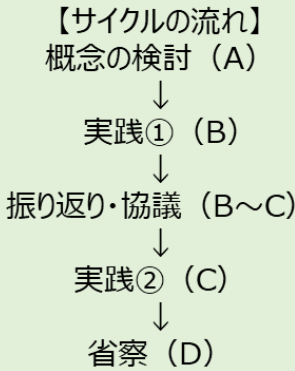 【サイクルの流れ】
概念の検討（A）
↓
実践①（B）
↓
振り返り・協議（B～C）
↓
実践②（C）
↓
省察（D）